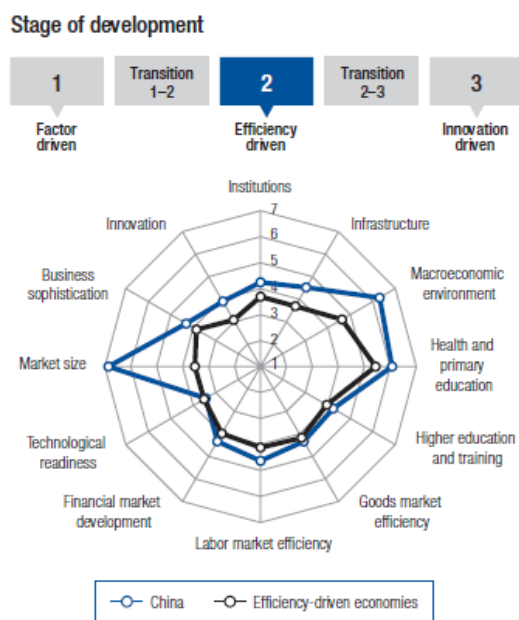 Stage of development
1
Transition
1–2
2
Transition
2–3
3
Factor
driven
Efficiency
driven
Innovation
driven
Institutions
Innovation
Infrastructure
Business
sophistication
Macroeconomic
environment
Market size
Health and
primary
education
Technological
readiness
Higher education
and training
Financial market
development
Goods market
efficiency
Labor market efficiency
7
6
5
4
3
2
1
China
Efficiency-driven economies